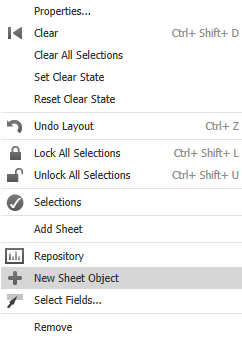 Properties...
Clear Ctrl+ Shift+ D
Clear All Selections
Set Clear State
Reset Clear State
Undo Layout Ctrl+ Z
Lock All Selections Ctrl+ Shift+ L
Unlock All Selections Ctrl+ Shift+ U
Selections
Add Sheet
Repository
New Sheet Object
Select Fields...
Remove